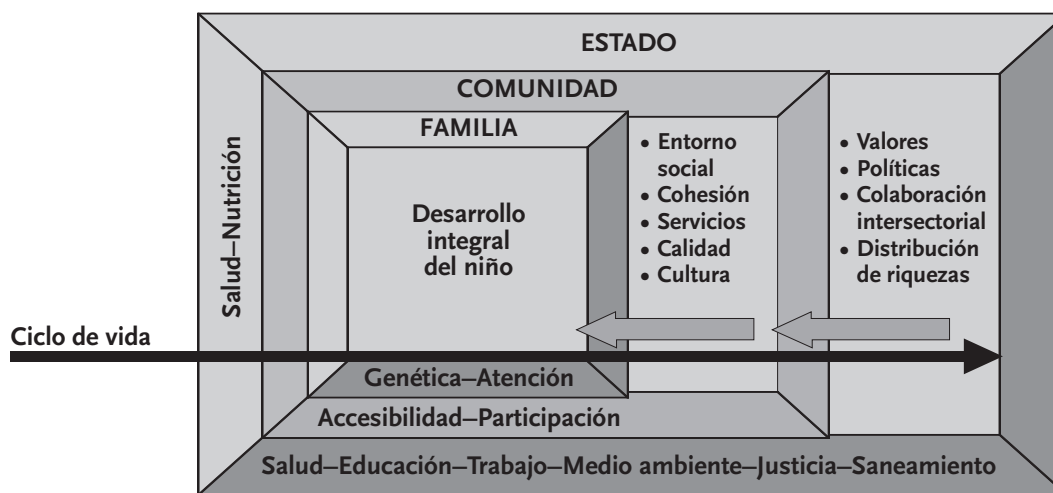 ESTADO
COMUNIDAD
FAMILIA
Salud–Nutrición
Desarrollo
integral
del niño
• Entorno
social
• Cohesión
• Servicios
• Calidad
• Cultura
• Valores
• Políticas
• Colaboración
intersectorial
• Distribución
de riquezas
Ciclo de vida
Genética–Atención
Accesibilidad–Participación
Salud–Educación–Trabajo–Medio ambiente–Justicia–Saneamiento